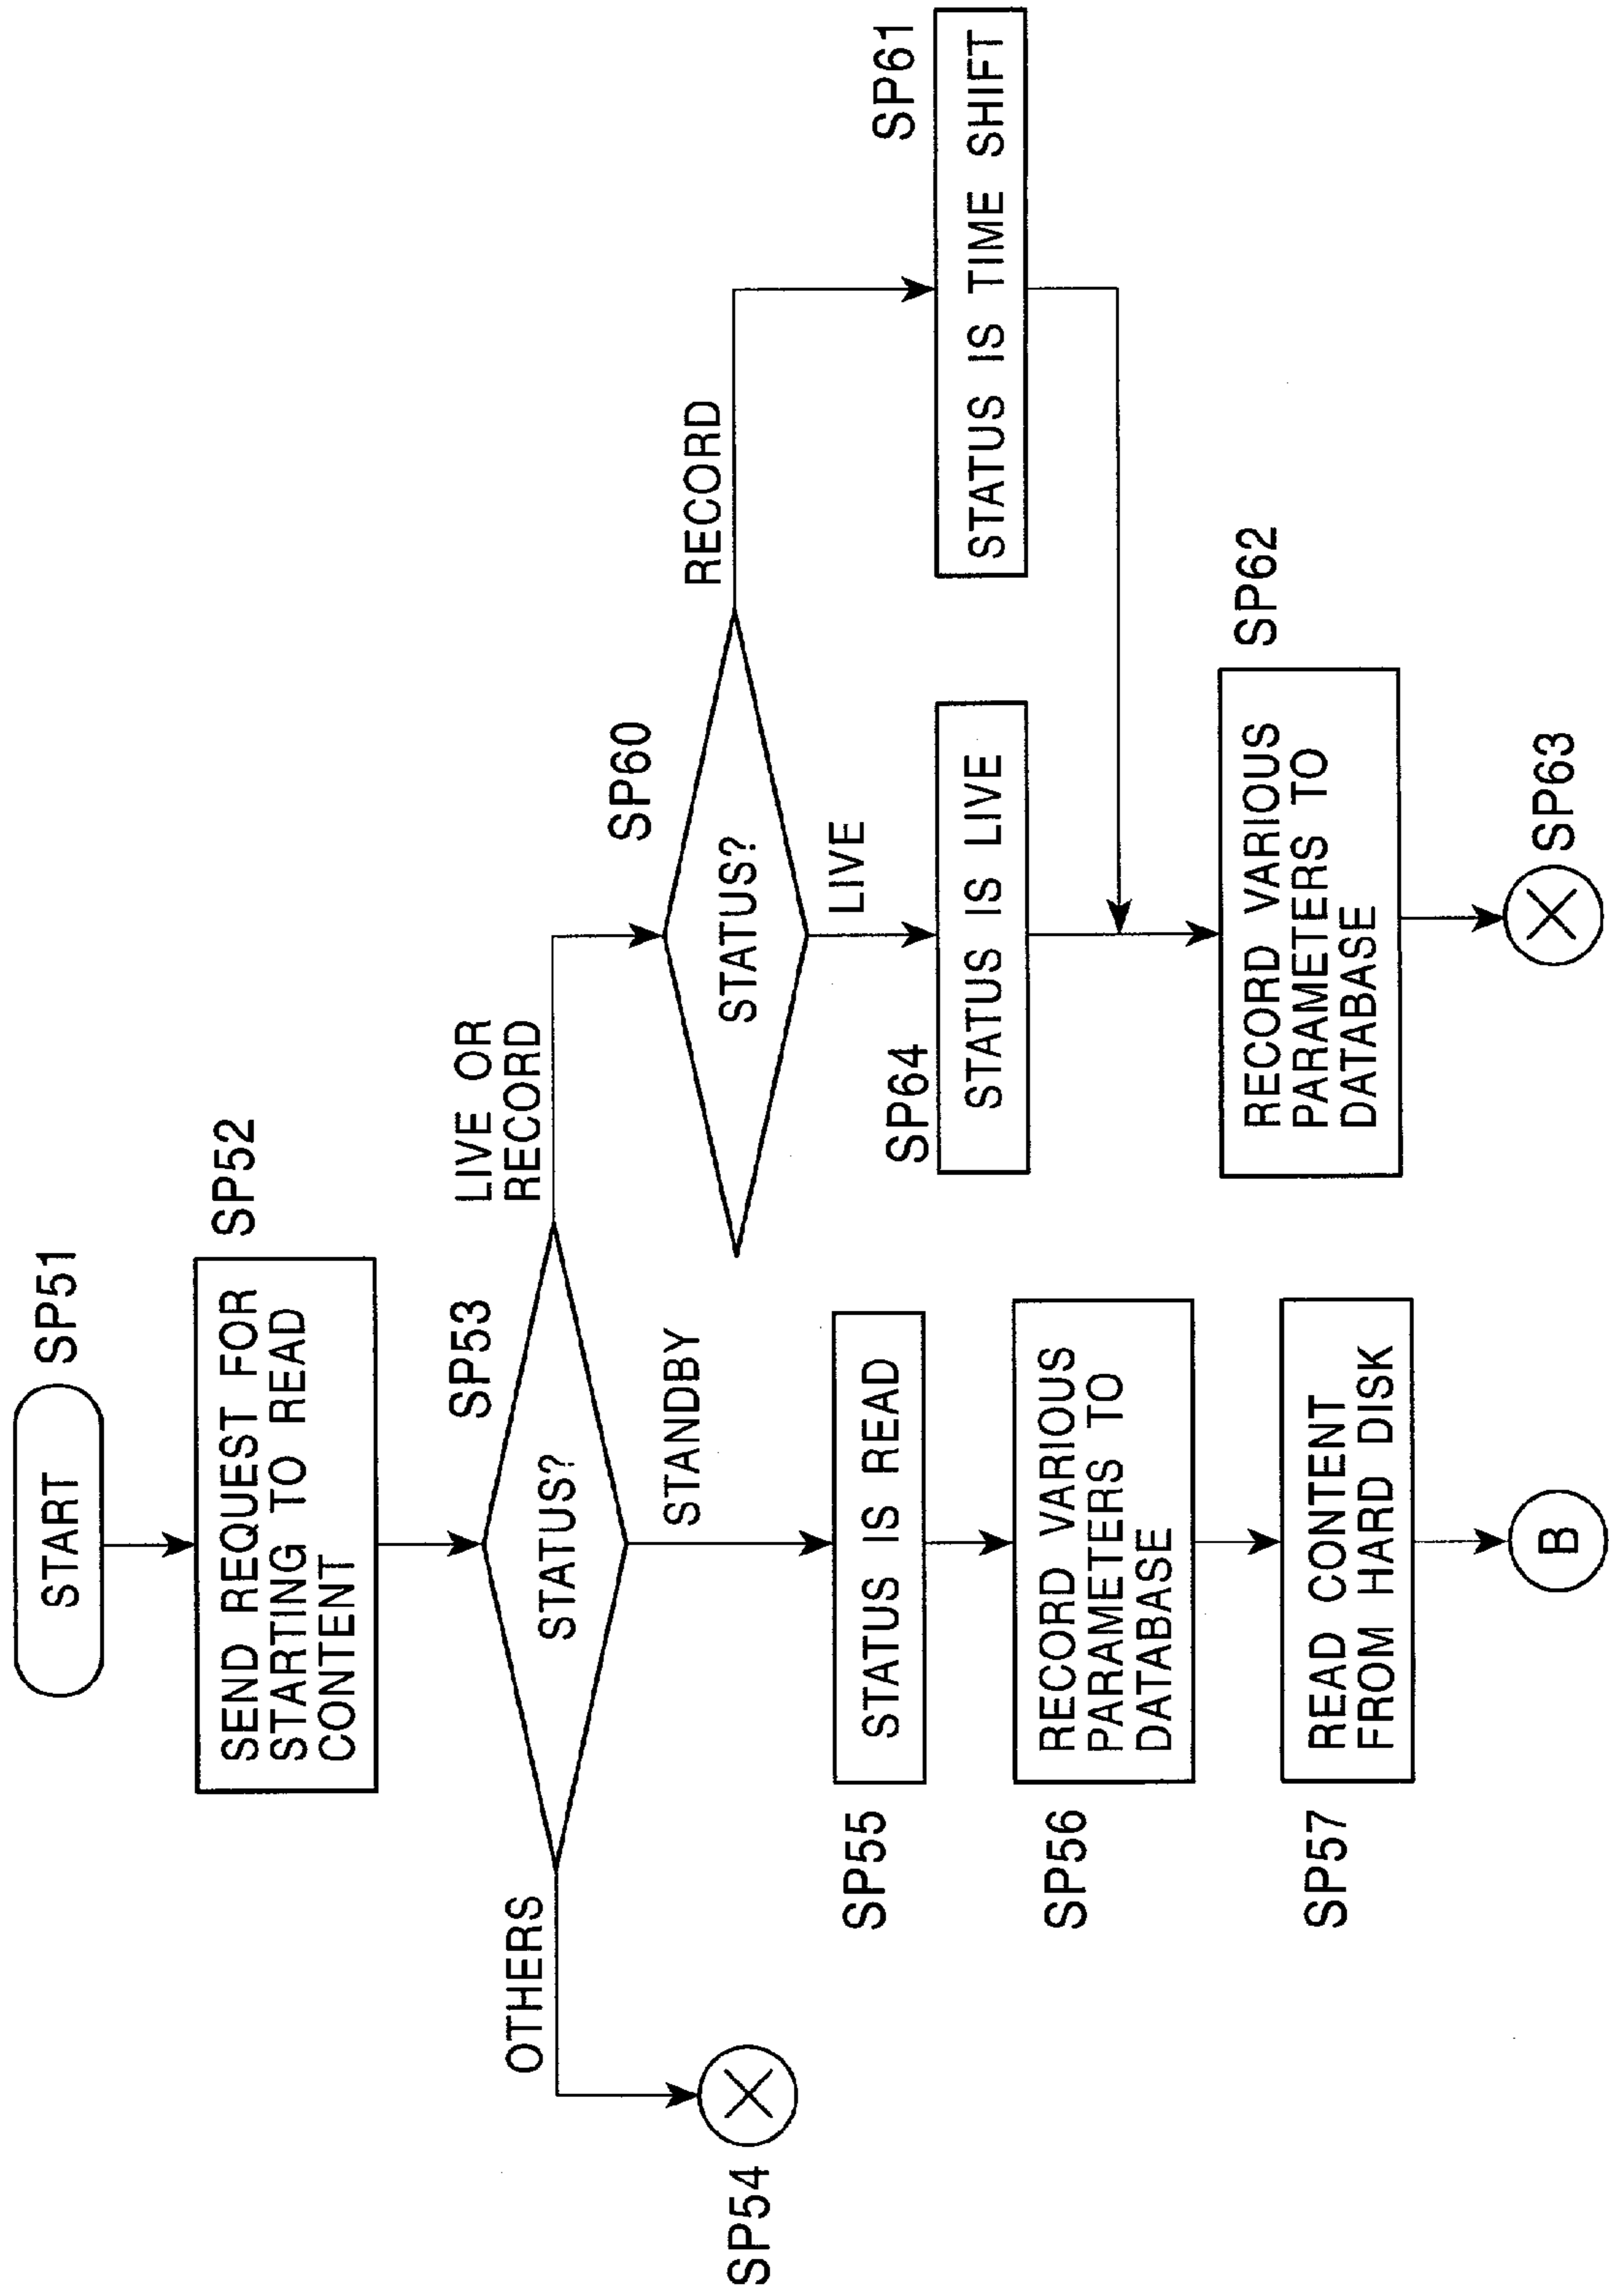 START
SP51
SEND REQUEST FOR
STARTING TO READ
CONTENT
SP52
STATUS?
SP53
OTHERS
SP54
STANDBY
LIVE OR
RECORD
SP55
STATUS IS READ
SP56
RECORD VARIOUS
PARAMETERS TO
DATABASE
SP57
READ CONTENT
FROM HARD DISK
B
STATUS?
SP60
RECORD
LIVE
SP61
STATUS IS TIME SHIFT
SP64
STATUS IS LIVE
SP62
RECORD VARIOUS
PARAMETERS TO
DATABASE
SP63